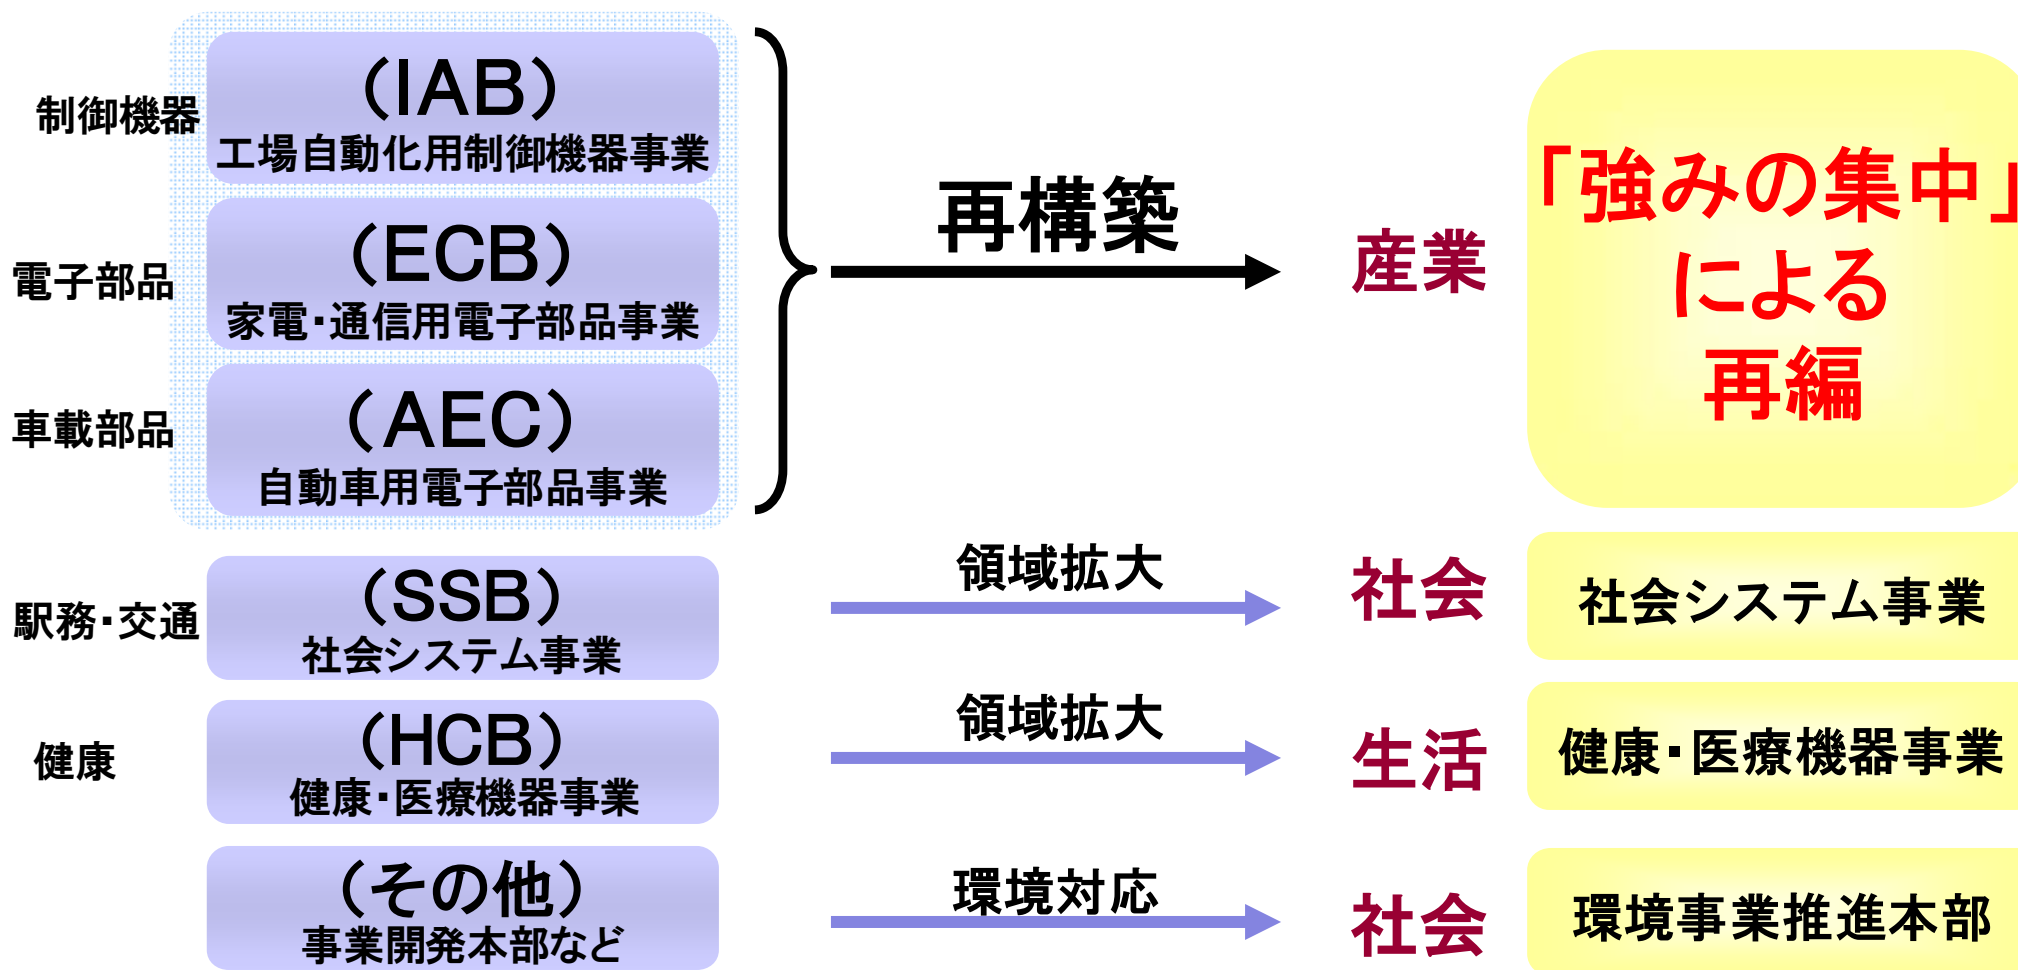 制御機器
（IAB）
工場自動化用制御機器事業
電子部品
（ECB）
家電・通信用電子部品事業
車載部品
（AEC）
自動車用電子部品事業
再構築
産業
「強みの集中」
による
再編
駅務・交通
（SSB）
社会システム事業
領域拡大
社会
社会システム事業
健康
（HCB）
健康・医療機器事業
領域拡大
生活
健康・医療機器事業
（その他）
事業開発本部など
環境対応
社会
環境事業推進本部